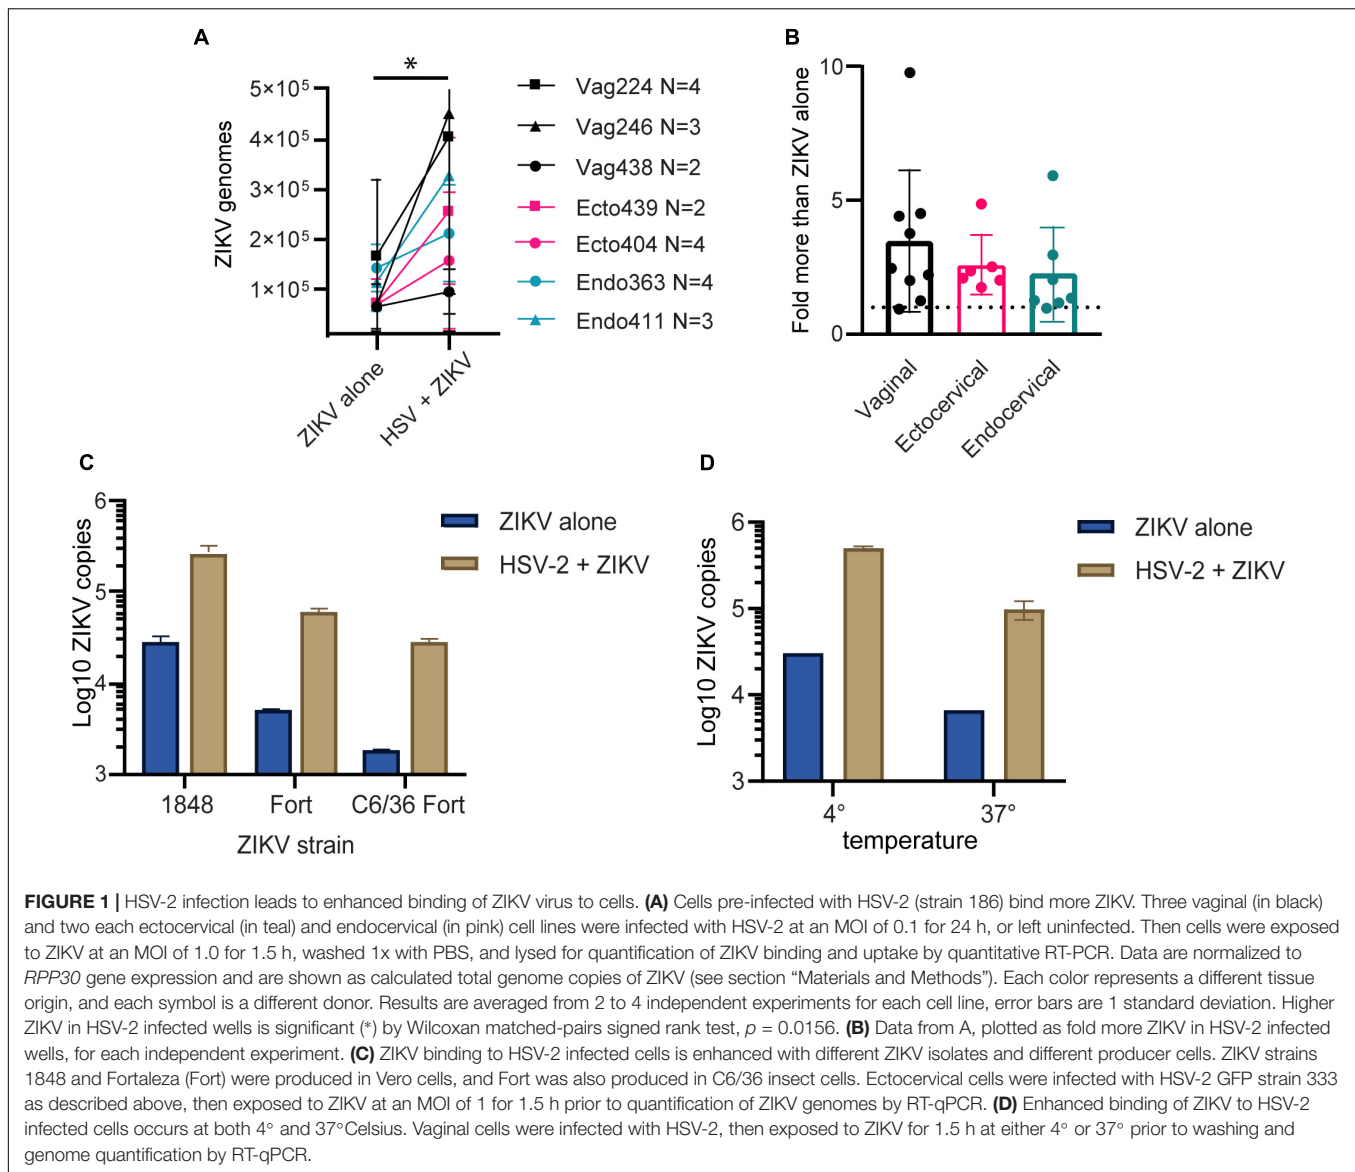 A
ZIKV genomes
5×10⁵
4×10⁵
3×10⁵
2×10⁵
1×10⁵
*
ZIKV alone
HSV + ZIKV
Vag224 N=4
Vag246 N=3
Vag438 N=2
Ecto439 N=2
Ecto404 N=4
Endo363 N=4
Endo411 N=3
B
Fold more than ZIKV alone
10
5
0
Vaginal
Ectocervical
Endocervical
C
Log10 ZIKV copies
6
5
4
3
1848
Fort
C6/36 Fort
ZIKV strain
ZIKV alone
HSV-2 + ZIKV
D
Log10 ZIKV copies
6
5
4
3
4°
37°
temperature
ZIKV alone
HSV-2 + ZIKV
FIGURE 1 | HSV-2 infection leads to enhanced binding of ZIKV virus to cells. (A) Cells pre-infected with HSV-2 (strain 186) bind more ZIKV. Three vaginal (in black)
and two each ectocervical (in teal) and endocervical (in pink) cell lines were infected with HSV-2 at an MOI of 0.1 for 24 h, or left uninfected. Then cells were exposed
to ZIKV at an MOI of 1.0 for 1.5 h, washed 1x with PBS, and lysed for quantification of ZIKV binding and uptake by quantitative RT-PCR. Data are normalized to
RPP30 gene expression and are shown as calculated total genome copies of ZIKV (see section “Materials and Methods”). Each color represents a different tissue
origin, and each symbol is a different donor. Results are averaged from 2 to 4 independent experiments for each cell line, error bars are 1 standard deviation. Higher
ZIKV in HSV-2 infected wells is significant (*) by Wilcoxan matched-pairs signed rank test, p = 0.0156. (B) Data from A, plotted as fold more ZIKV in HSV-2 infected
wells, for each independent experiment. (C) ZIKV binding to HSV-2 infected cells is enhanced with different ZIKV isolates and different producer cells. ZIKV strains
1848 and Fortaleza (Fort) were produced in Vero cells, and Fort was also produced in C6/36 insect cells. Ectocervical cells were infected with HSV-2 GFP strain 333
as described above, then exposed to ZIKV at an MOI of 1 for 1.5 h prior to quantification of ZIKV genomes by RT-qPCR. (D) Enhanced binding of ZIKV to HSV-2
infected cells occurs at both 4° and 37°Celsius. Vaginal cells were infected with HSV-2, then exposed to ZIKV for 1.5 h at either 4° or 37° prior to washing and
genome quantification by RT-qPCR.